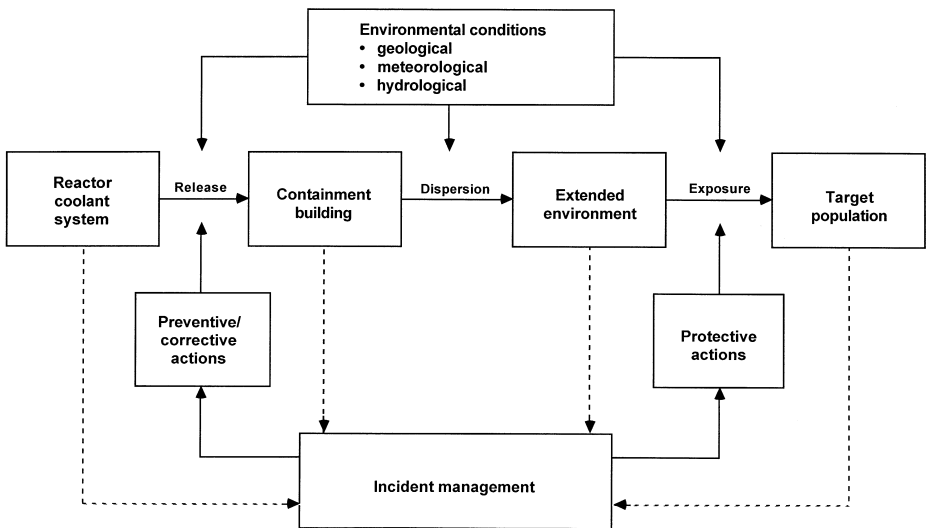 Environmental conditions
• geological
• meteorological
• hydrological
Reactor
coolant
system
Release
Containment
building
Dispersion
Extended
environment
Exposure
Target
population
Preventive/
corrective
actions
Protective
actions
Incident management